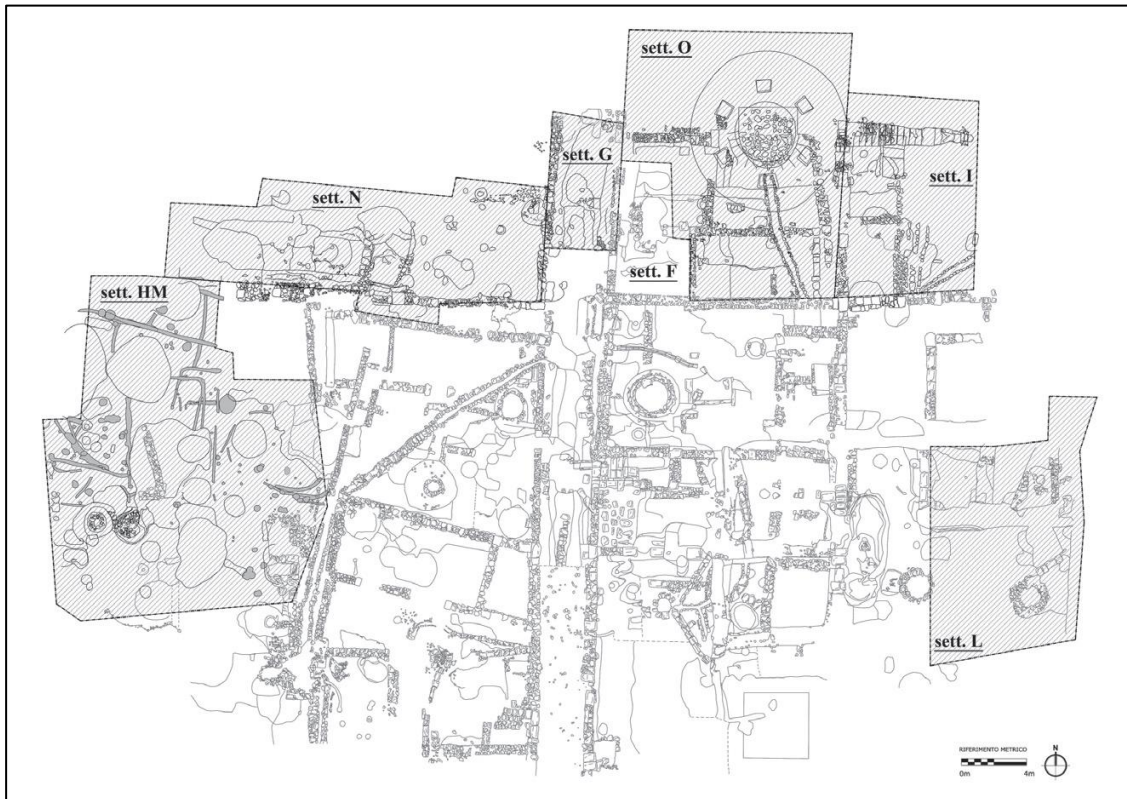 sett. O
sett. G
sett. I
sett. N
sett. F
sett. HM
sett. L
RIFERIMENTO METRICO
N
0m 4m